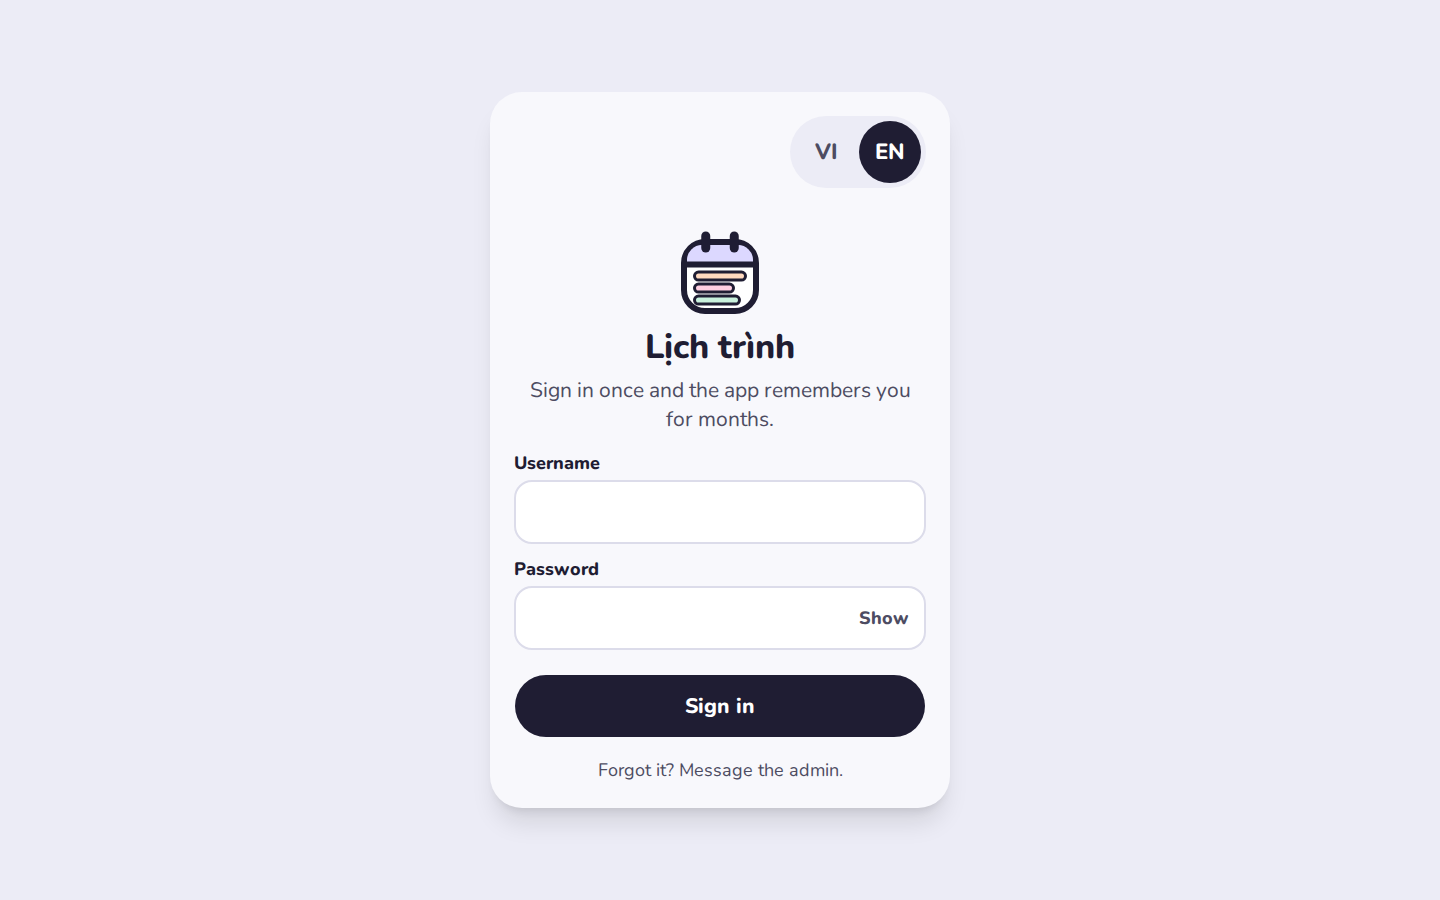 VI EN
Lịch trình
Sign in once and the app remembers you
for months.
Username
Password
Show
Sign in
Forgot it? Message the admin.